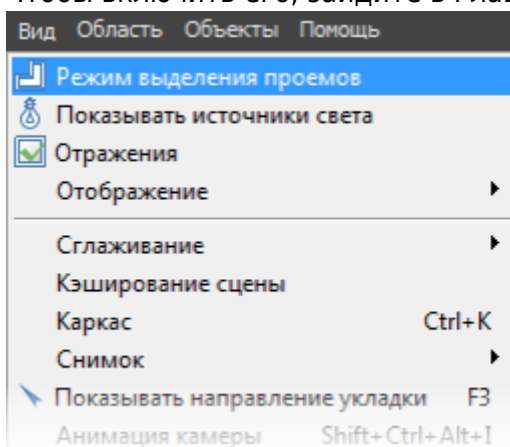 Вид Область Объекты Помощь
Режим выделения проемов
Показывать источники света
Отражения
Отображение
Сглаживание
Кэширование сцены
Каркас Ctrl+K
Снимок
Показывать направление укладки F3
Анимация камеры Shift+Ctrl+Alt+I